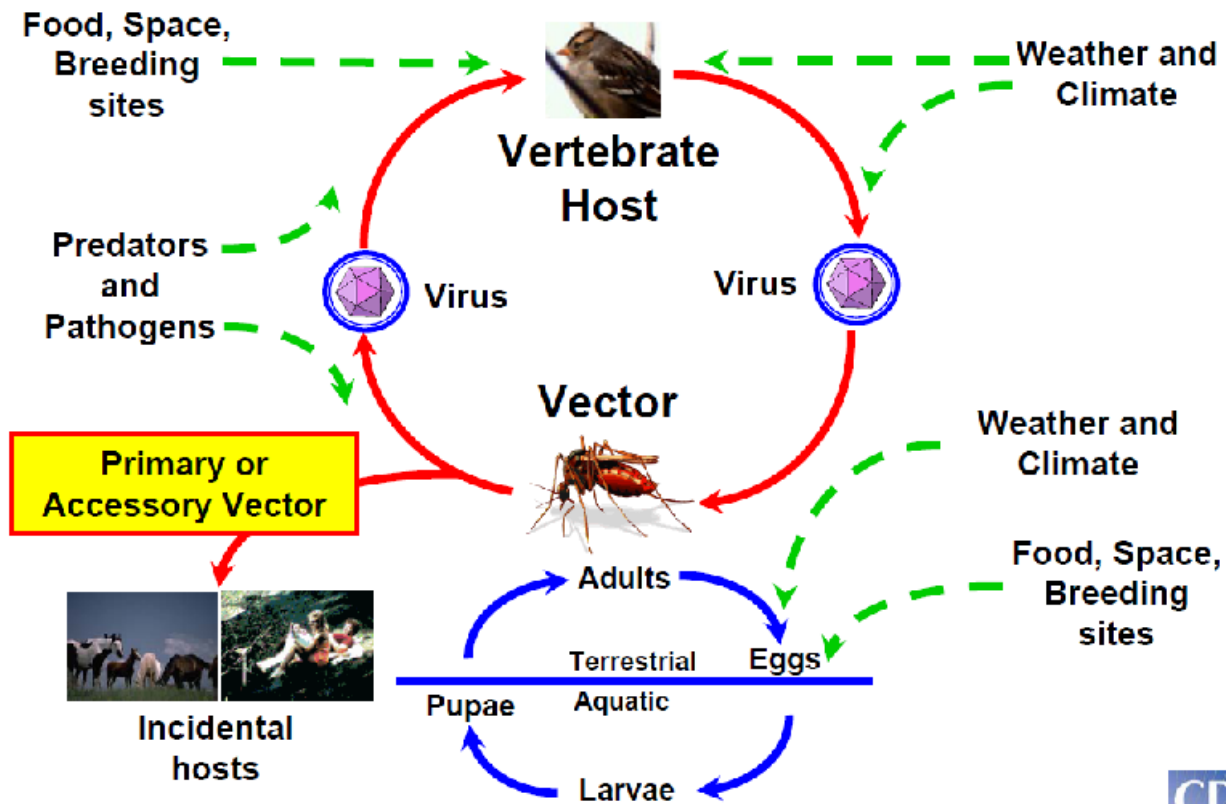 Food, Space,
Breeding
sites
Weather and
Climate
Vertebrate
Host
Predators
and
Pathogens
Virus
Virus
Vector
Primary or
Accessory Vector
Weather and
Climate
Food, Space,
Breeding
sites
Adults
Terrestrial
Eggs
Pupae
Aquatic
Larvae
Incidental
hosts